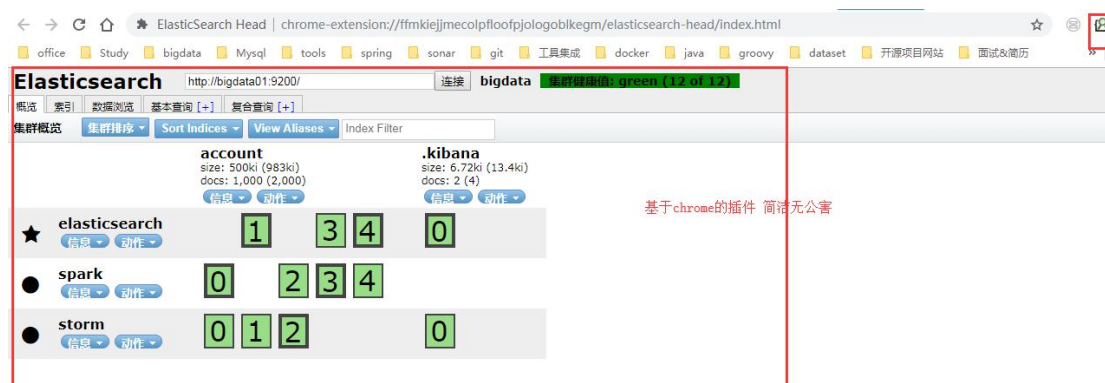 ElasticSearch Head | chrome-extension://ffmkiejjmecolpfloofpjologoblkegm/elasticsearch-head/index.html
office Study bigdata Mysql tools spring sonar git 工具集成 docker java groovy dataset 开源项目网站 面试&简历 »
Elasticsearch http://bigdata01:9200/ 连接 bigdata 集群健康值: green (12 of 12)
概览 索引 数据浏览 基本查询 [+] 复合查询 [+]
集群概览 集群排序 Sort Indices View Aliases Index Filter
account .kibana
size: 500ki (983ki) size: 6.72ki (13.4ki)
docs: 1,000 (2,000) docs: 2 (4)
信息 动作 信息 动作
基于chrome的插件 简洁无公害
elasticsearch 1 3 4 0
信息 动作
spark 0 2 3 4
信息 动作
storm 0 1 2 0
信息 动作